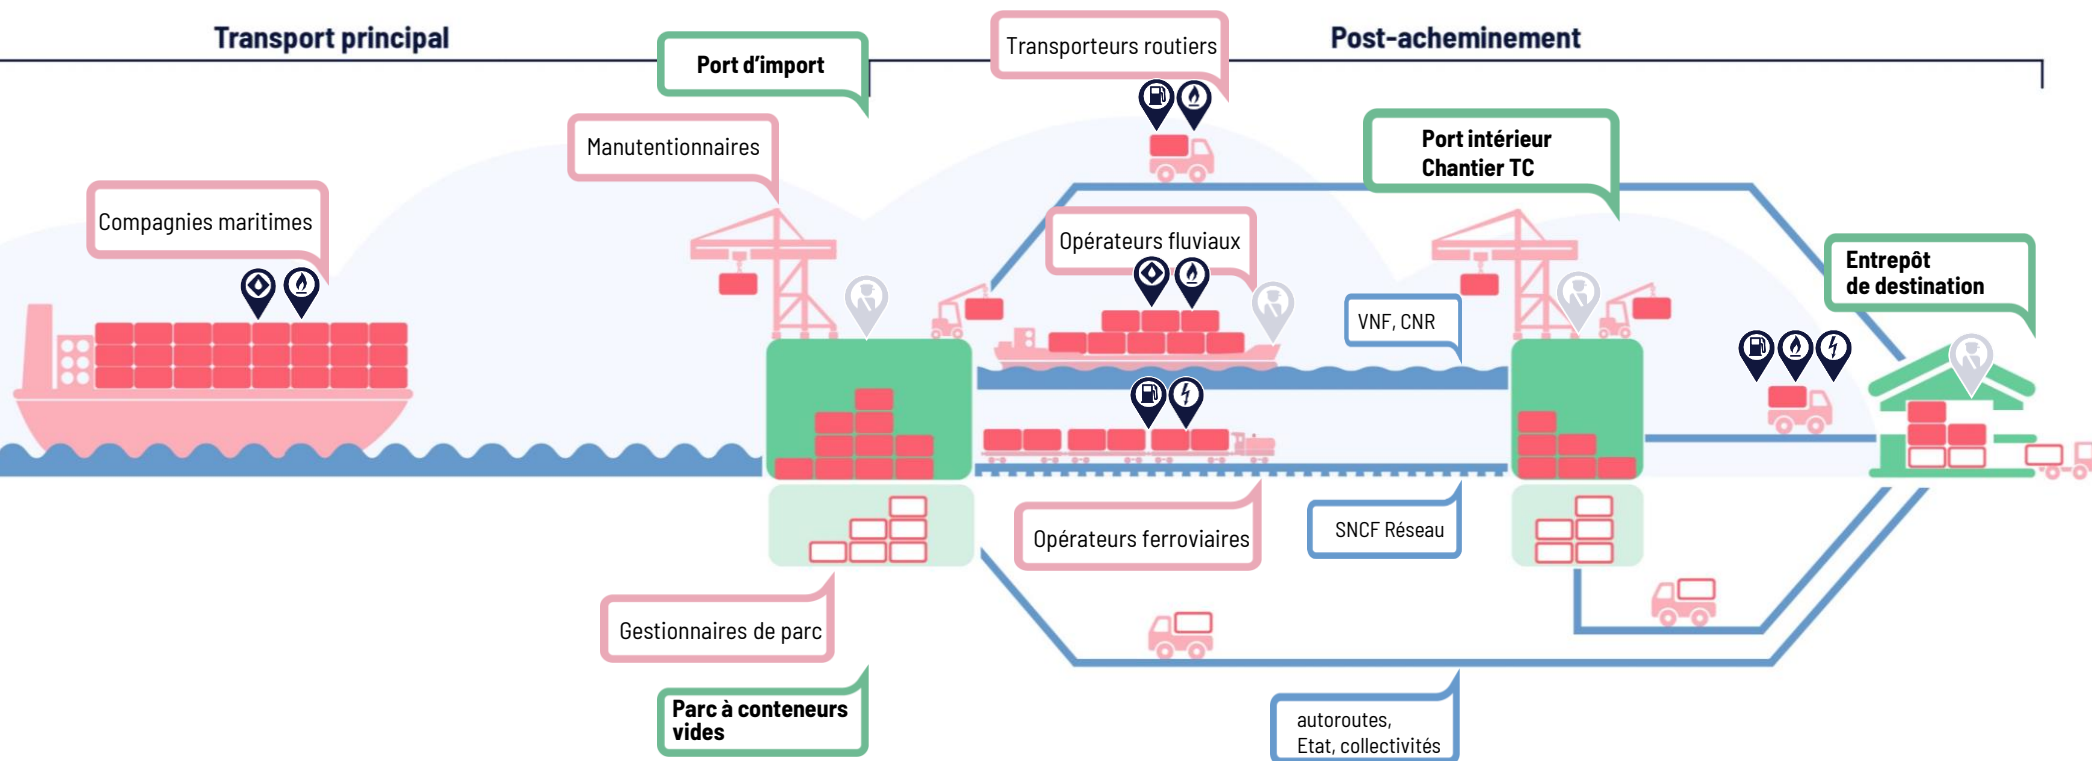 Transport principal
Port d'import
Transporteurs routiers
Post-acheminement
Manutentionnaires
Port intérieur
Chantier TC
Compagnies maritimes
Opérateurs fluviaux
Entrepôt
de destination
VNF, CNR
Opérateurs ferroviaires
SNCF Réseau
Gestionnaires de parc
Parc à conteneurs
vides
autoroutes,
Etat, collectivités